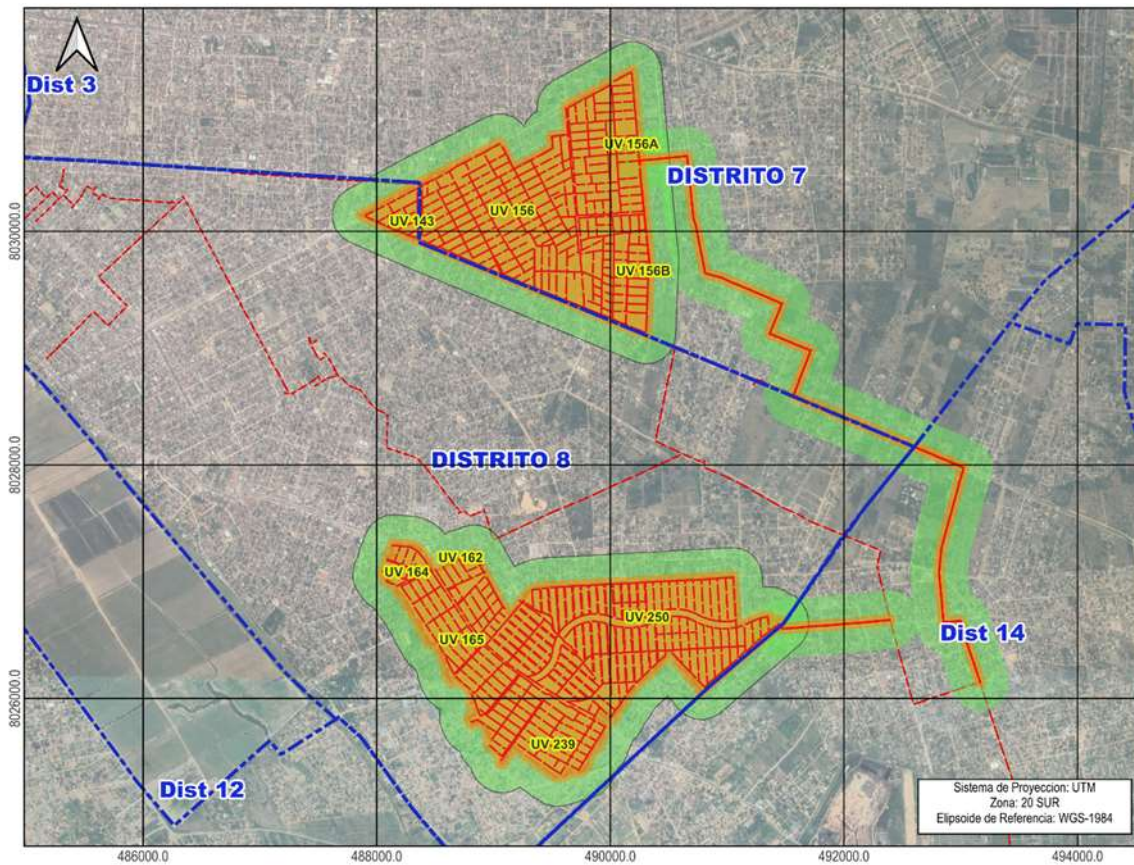 Dist 3
UV 156A
DISTRITO 7
UV 156
UV 143
8030000.0
UV 156B
DISTRITO 8
8028000.0
UV 162
UV 164
UV 250
Dist 14
UV 165
8026000.0
UV 239
Dist 12
Sistema de Proyeccion: UTM
Zona: 20 SUR
Elipsoide de Referencia: WGS-1984
486000.0
488000.0
490000.0
492000.0
494000.0